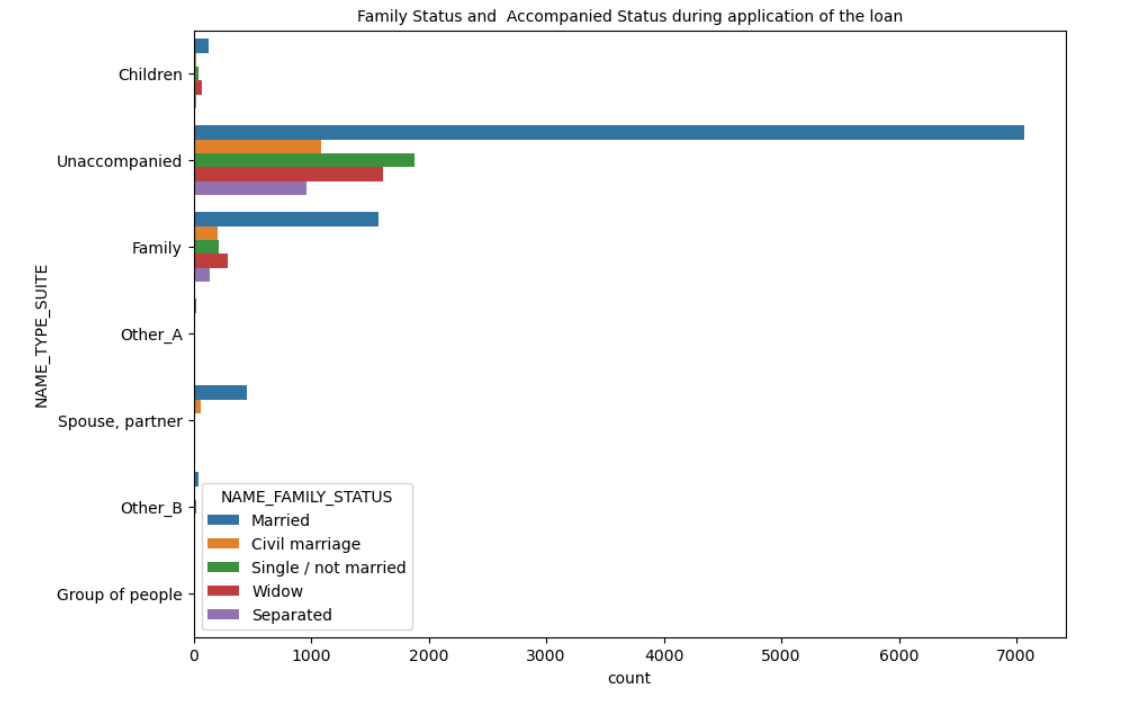 Family Status and  Accompanied Status during application of the loan
NAME_TYPE_SUITE
Children
Unaccompanied
Family
Other_A
Spouse, partner
Other_B
Group of people
NAME_FAMILY_STATUS
Married
Civil marriage
Single / not married
Widow
Separated
0 1000 2000 3000 4000 5000 6000 7000
count